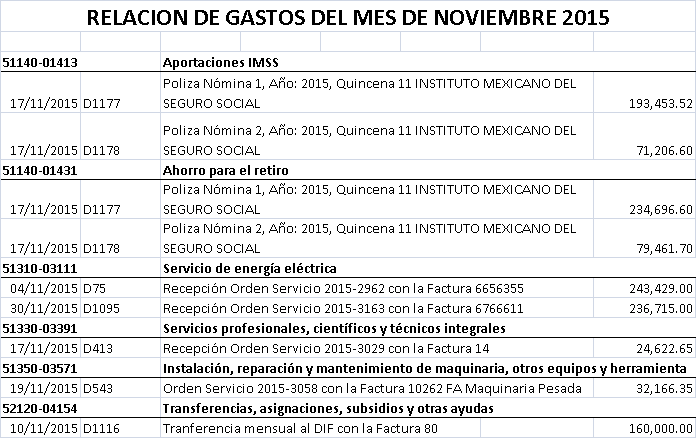 RELACION DE GASTOS DEL MES DE NOVIEMBRE 2015
51140-01413 Aportaciones IMSS
Poliza Nómina 1, Año: 2015, Quincena 11 INSTITUTO MEXICANO DEL
17/11/2015 D1177 SEGURO SOCIAL 193,453.52
Poliza Nómina 2, Año: 2015, Quincena 11 INSTITUTO MEXICANO DEL
17/11/2015 D1178 SEGURO SOCIAL 71,206.60
51140-01431 Ahorro para el retiro
Poliza Nómina 1, Año: 2015, Quincena 11 INSTITUTO MEXICANO DEL
17/11/2015 D1177 SEGURO SOCIAL 234,696.60
Poliza Nómina 2, Año: 2015, Quincena 11 INSTITUTO MEXICANO DEL
17/11/2015 D1178 SEGURO SOCIAL 79,461.70
51310-03111 Servicio de energía eléctrica
04/11/2015 D75 Recepción Orden Servicio 2015-2962 con la Factura 6656355 243,429.00
30/11/2015 D1095 Recepción Orden Servicio 2015-3163 con la Factura 6766611 236,715.00
51330-03391 Servicios profesionales, científicos y técnicos integrales
17/11/2015 D413 Recepción Orden Servicio 2015-3029 con la Factura 14 24,622.65
51350-03571 Instalación, reparación y mantenimiento de maquinaria, otros equipos y herramienta
19/11/2015 D543 Orden Servicio 2015-3058 con la Factura 10262 FA Maquinaria Pesada 32,166.35
52120-04154 Transferencias, asignaciones, subsidios y otras ayudas
10/11/2015 D1116 Tranferencia mensual al DIF con la Factura 80 160,000.00